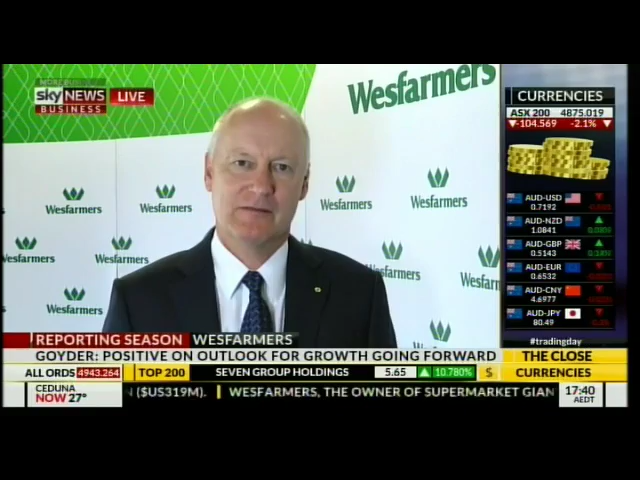 sky NEWS
BUSINESS
LIVE
Wesfarmers
Wesfarmers
Wesfarmers
Wesfarmers
Wesfarmers
Wesfarmers
Wesfarmers
Wesfarmers
Wesfarmers
CURRENCIES
ASX 200 4875.019
-104.569 -2.1%
AUD-USD
0.7192
AUD-NZD
1.0841
AUD-GBP
0.5143
AUD-EUR
0.6532
AUD-CNY
4.6977
AUD-JPY
80.49
#tradingday
REPORTING SEASON WESFARMERS
GOYDER: POSITIVE ON OUTLOOK FOR GROWTH GOING FORWARD
THE CLOSE
CURRENCIES
ALL ORDS 4943.264 TOP 200 SEVEN GROUP HOLDINGS 5.65 10.780% $
CEDUNA
NOW 27°
N ($US319M). WESFARMERS, THE OWNER OF SUPERMARKET GIAN
17:40
AEDT